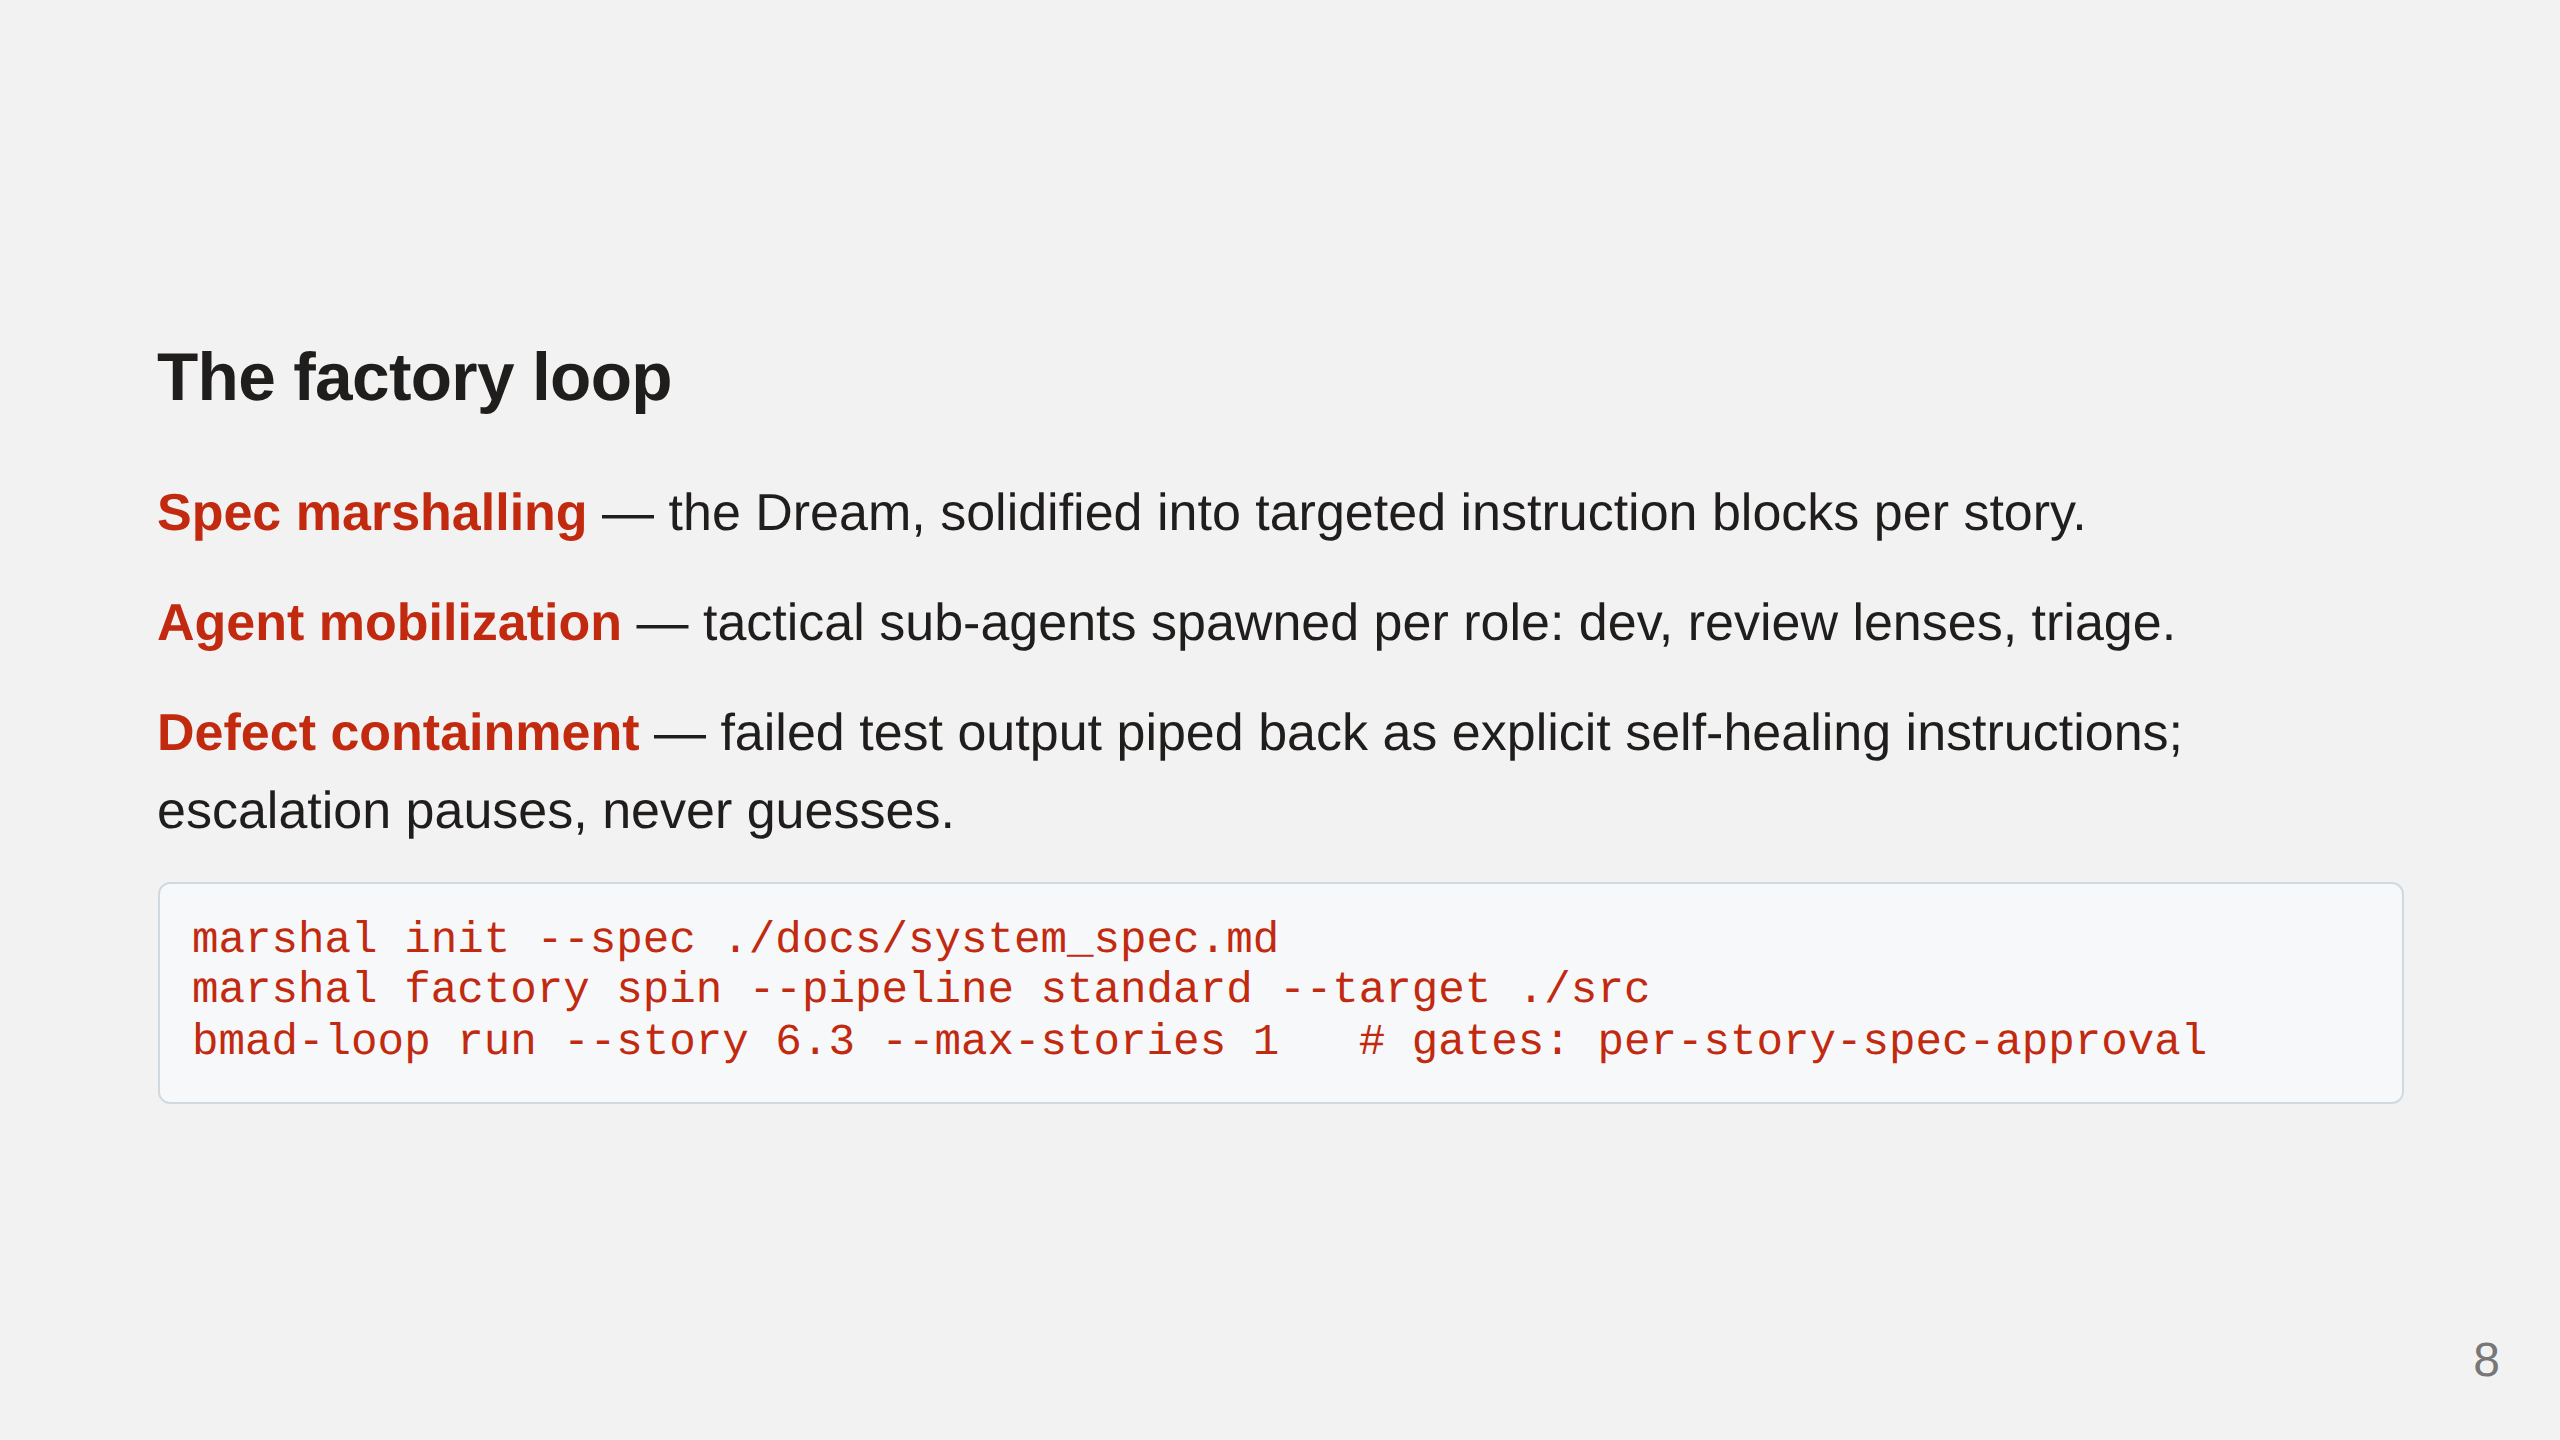 The factory loop
Spec marshalling — the Dream, solidified into targeted instruction blocks per story.
Agent mobilization — tactical sub-agents spawned per role: dev, review lenses, triage.
Defect containment — failed test output piped back as explicit self-healing instructions;
escalation pauses, never guesses.
marshal init --spec ./docs/system_spec.md
marshal factory spin --pipeline standard --target ./src
bmad-loop run --story 6.3 --max-stories 1   # gates: per-story-spec-approval
8